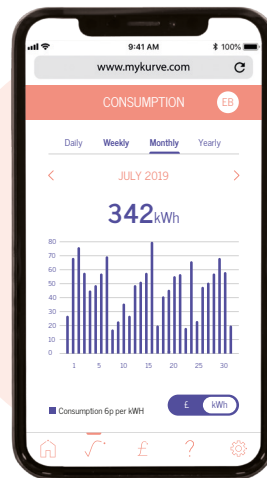 9:41 AM
100%
www.mykurve.com
CONSUMPTION
EB
Daily Weekly Monthly Yearly
JULY 2019
342kWh
80
70
60
50
40
30
20
10
0
1 5 10 15 20 25 30
Consumption 6p per kWH
£ kWh
£ ?